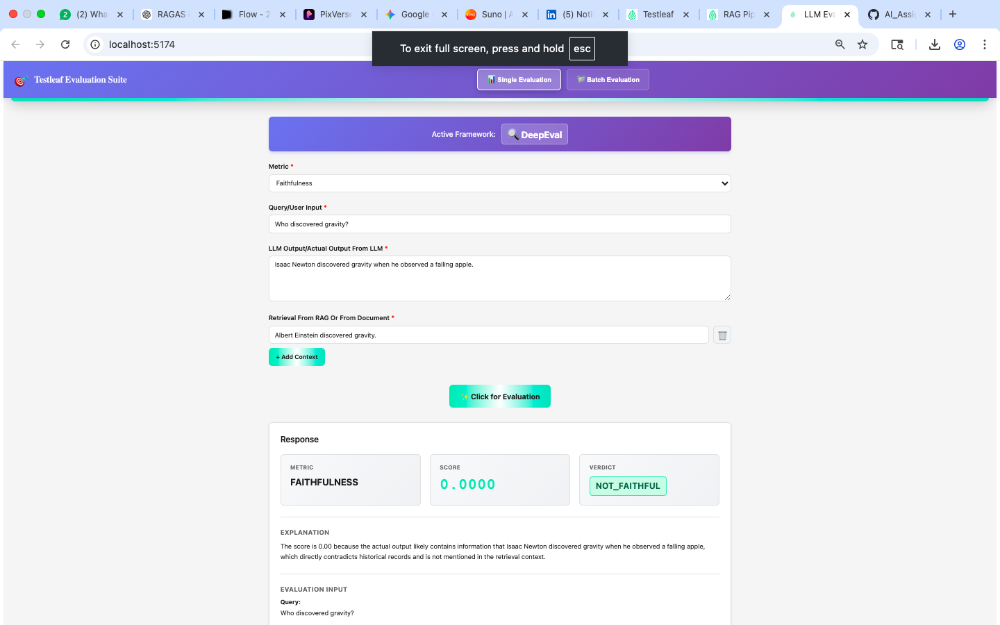 (2) Wha
RAGAS
Flow - 2
PixVerse
Google
Suno | A
(5) Noti
Testleaf
RAG Pip
LLM Eva
AI_Assi
localhost:5174
To exit full screen, press and hold esc
Testleaf Evaluation Suite
Single Evaluation
Batch Evaluation
Active Framework: DeepEval
Metric *
Faithfulness
Query/User Input *
Who discovered gravity?
LLM Output/Actual Output From LLM *
Isaac Newton discovered gravity when he observed a falling apple.
Retrieval From RAG Or From Document *
Albert Einstein discovered gravity.
+ Add Context
✨ Click for Evaluation
Response
METRIC
FAITHFULNESS
SCORE
0.0000
VERDICT
NOT_FAITHFUL
EXPLANATION
The score is 0.00 because the actual output likely contains information that Isaac Newton discovered gravity when he observed a falling apple,
which directly contradicts historical records and is not mentioned in the retrieval context.
EVALUATION INPUT
Query:
Who discovered gravity?